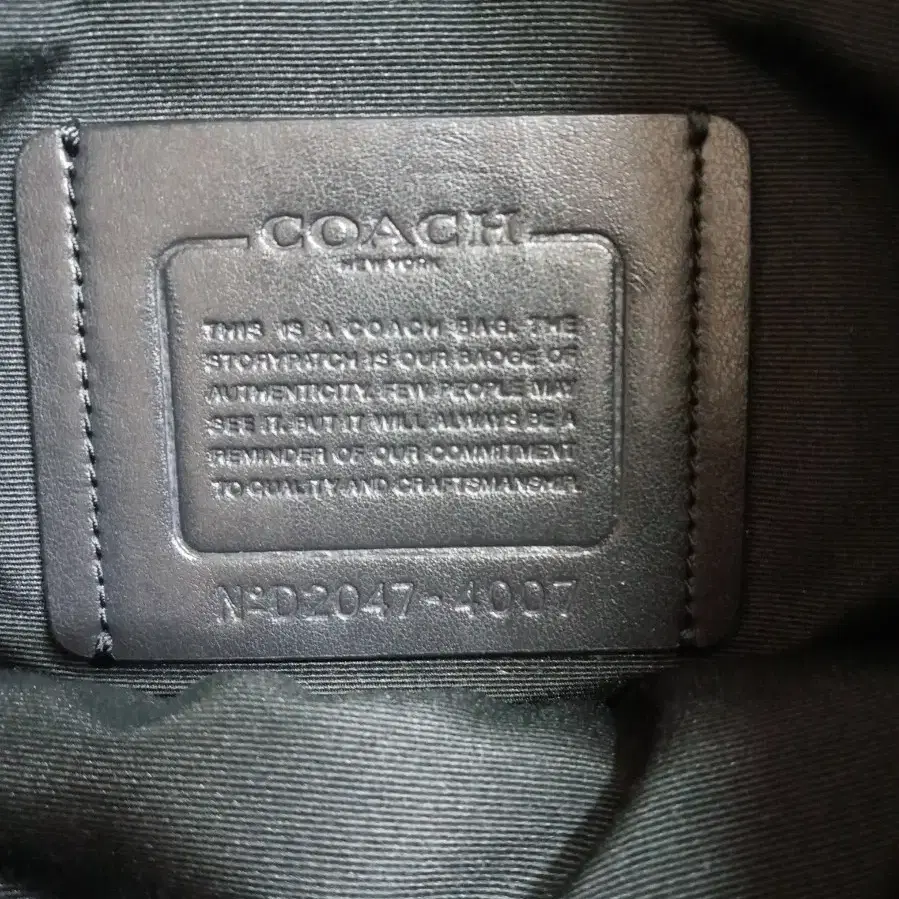 COACH
NEW YORK
THIS IS A COACH BAG. THE
STORYPATCH IS OUR BADGE OF
AUTHENTICITY. FEW PEOPLE MAY
SEE IT. BUT IT WILL ALWAYS BE A
REMINDER OF OUR COMMITMENT
TO QUALITY AND CRAFTSMANSHIP.
Nº D2047-4007